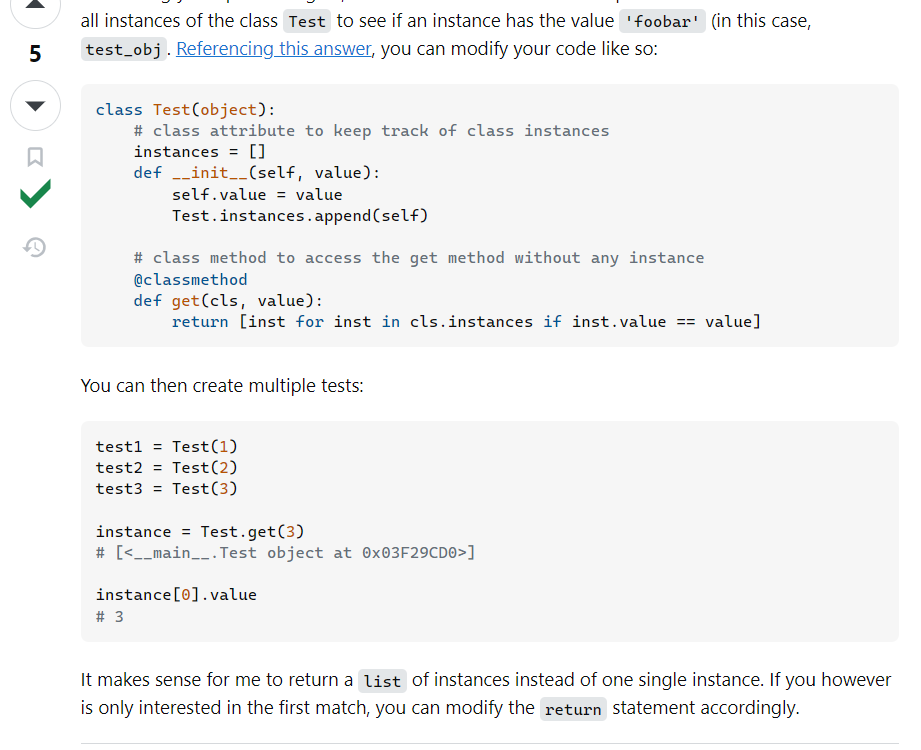 all instances of the class Test to see if an instance has the value 'foobar' (in this case,
5
test_obj. Referencing this answer, you can modify your code like so:
class Test(object):
    # class attribute to keep track of class instances
    instances = []
    def __init__(self, value):
        self.value = value
        Test.instances.append(self)
    # class method to access the get method without any instance
    @classmethod
    def get(cls, value):
        return [inst for inst in cls.instances if inst.value == value]
You can then create multiple tests:
test1 = Test(1)
test2 = Test(2)
test3 = Test(3)
instance = Test.get(3)
# [<__main__.Test object at 0x03F29CD0>]
instance[0].value
# 3
It makes sense for me to return a list of instances instead of one single instance. If you however
is only interested in the first match, you can modify the return statement accordingly.